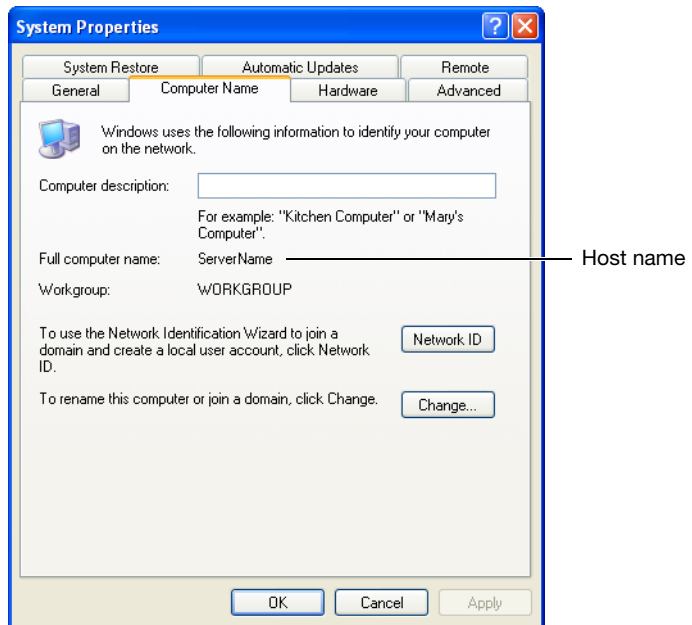 System Properties
System Restore Automatic Updates Remote
General Computer Name Hardware Advanced
Windows uses the following information to identify your computer
on the network.
Computer description:
For example: "Kitchen Computer" or "Mary's
Computer".
Full computer name: ServerName Host name
Workgroup: WORKGROUP
To use the Network Identification Wizard to join a
domain and create a local user account, click Network
ID.
Network ID
To rename this computer or join a domain, click Change.
Change...
OK Cancel Apply